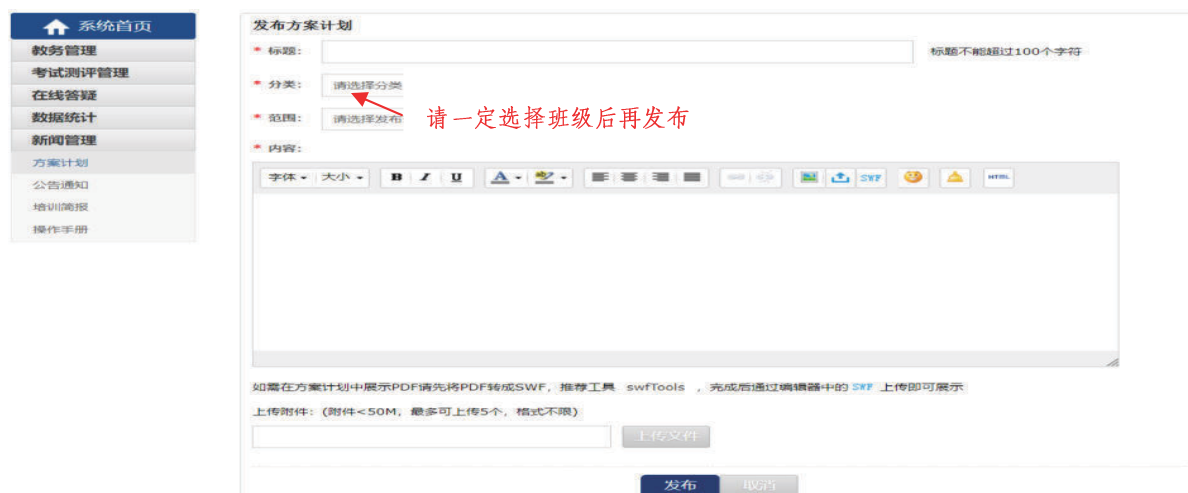 系统首页
教务管理
考试测评管理
在线答疑
数据统计
新闻管理
方案计划
公告通知
培训简报
操作手册
发布方案计划
* 标题: 标题不能超过100个字符
* 分类: 请选择分类
请一定选择班级后再发布
* 范围: 请选择发布
* 内容:
字体 大小 B I U A SWF HTML
如需在方案计划中展示PDF请先将PDF转成SWF，推荐工具 swfTools ，完成后通过编辑器中的 SWF 上传即可展示
上传附件：(附件<50M，最多可上传5个，格式不限)
上传文件
发布 取消